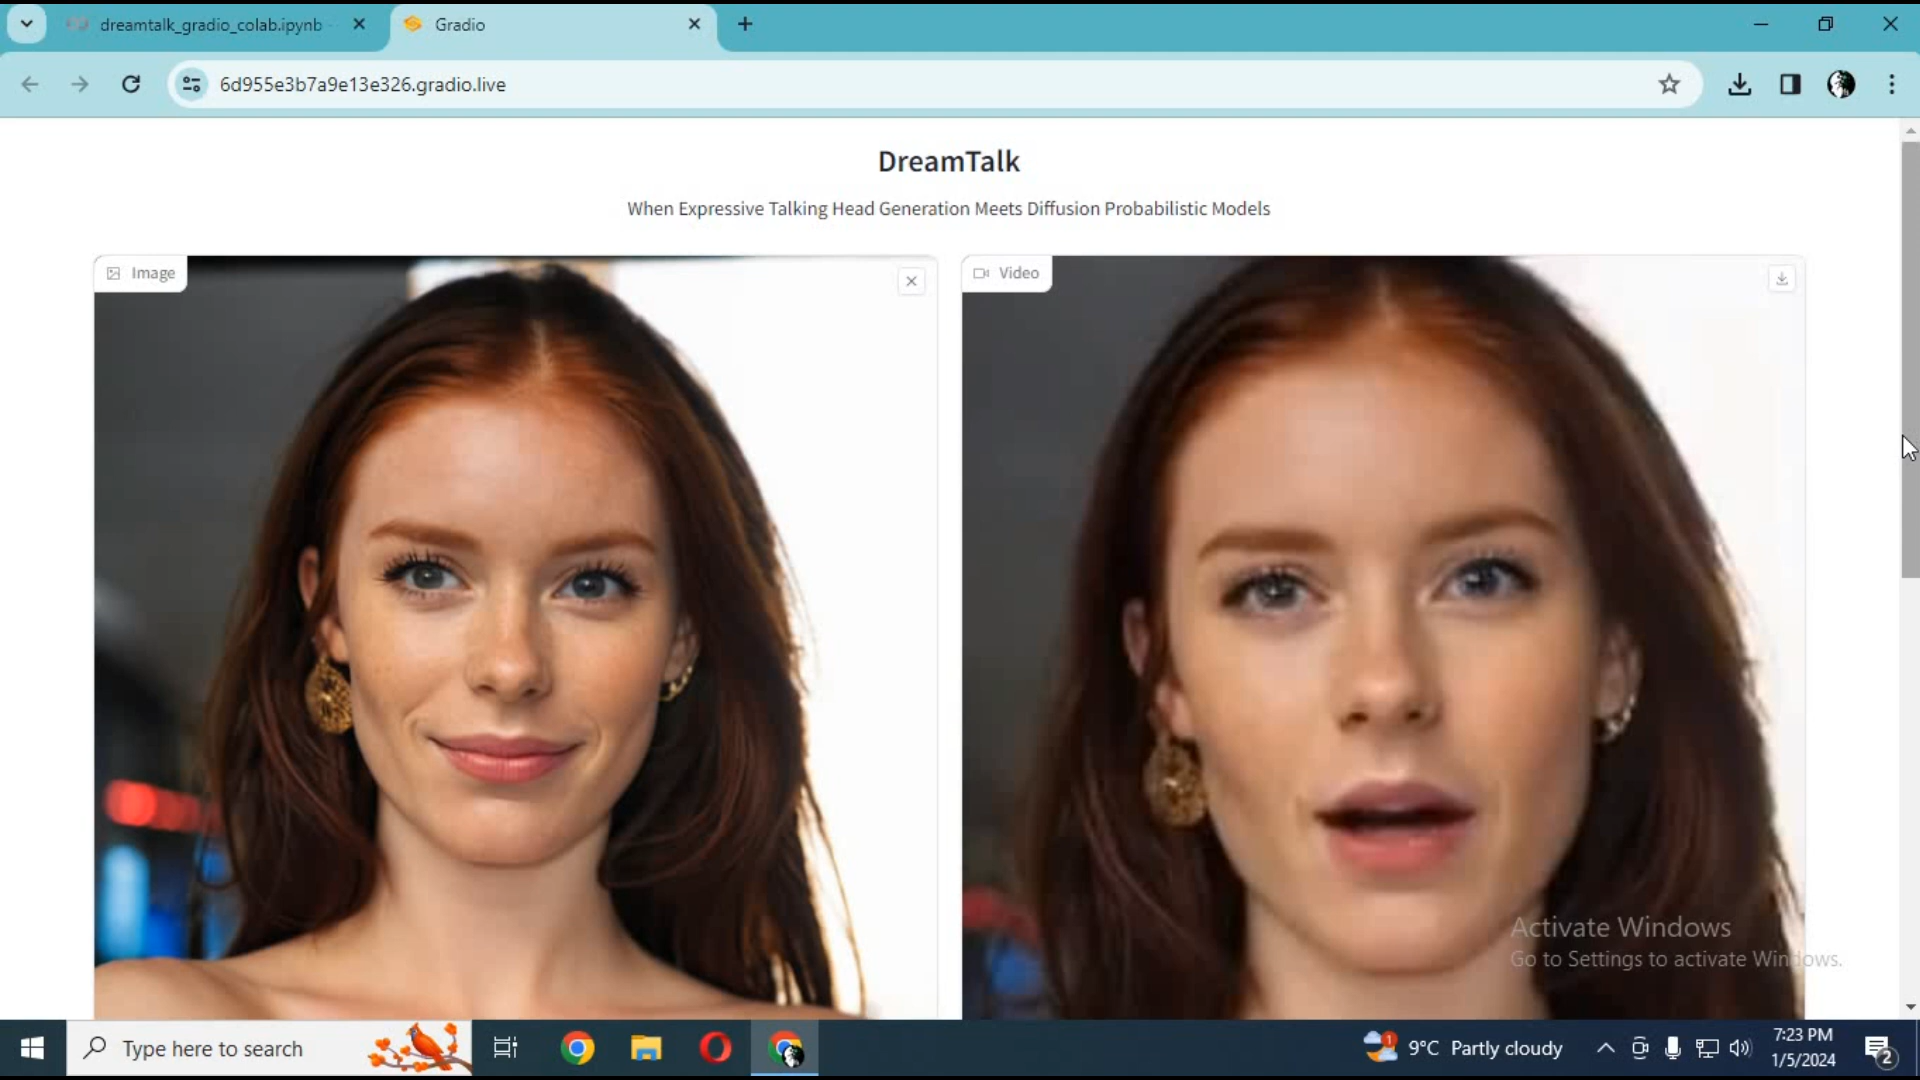 dreamtalk_gradio_colab.ipynb
Gradio
6d955e3b7a9e13e326.gradio.live
DreamTalk
When Expressive Talking Head Generation Meets Diffusion Probabilistic Models
Image
Video
Activate Windows
Go to Settings to activate Windows.
Type here to search
1
9°C Partly cloudy
7:23 PM
1/5/2024
2